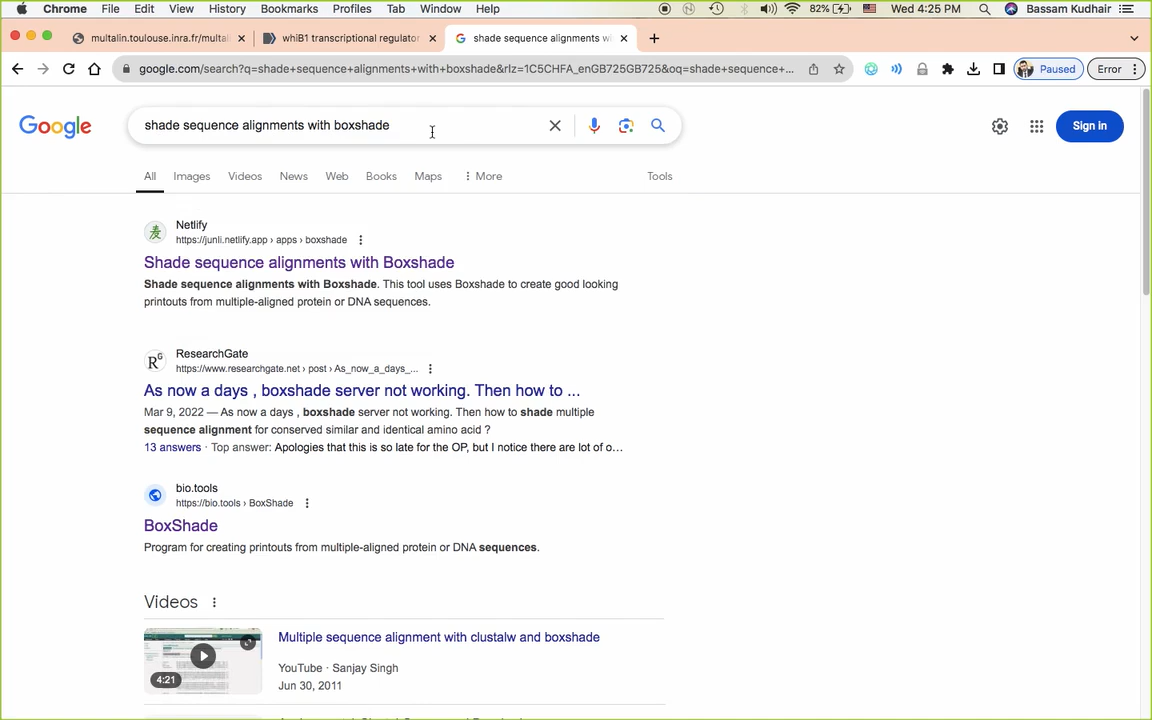 Chrome File Edit View History Bookmarks Profiles Tab Window Help 82% Wed 4:25 PM Bassam Kudhair
multalin.toulouse.inra.fr/multal whiB1 transcriptional regulator shade sequence alignments wi
google.com/search?q=shade+sequence+alignments+with+boxshade&rlz=1C5CHFA_enGB725GB725&oq=shade+sequence+... Paused Error
Google shade sequence alignments with boxshade Sign in
All Images Videos News Web Books Maps More Tools
Netlify
https://junli.netlify.app › apps › boxshade
Shade sequence alignments with Boxshade
Shade sequence alignments with Boxshade. This tool uses Boxshade to create good looking
printouts from multiple-aligned protein or DNA sequences.
ResearchGate
https://www.researchgate.net › post › As_now_a_days_...
As now a days , boxshade server not working. Then how to ...
Mar 9, 2022 — As now a days , boxshade server not working. Then how to shade multiple
sequence alignment for conserved similar and identical amino acid ?
13 answers · Top answer: Apologies that this is so late for the OP, but I notice there are lot of o…
bio.tools
https://bio.tools › BoxShade
BoxShade
Program for creating printouts from multiple-aligned protein or DNA sequences.
Videos
Multiple sequence alignment with clustalw and boxshade
YouTube · Sanjay Singh
4:21
Jun 30, 2011